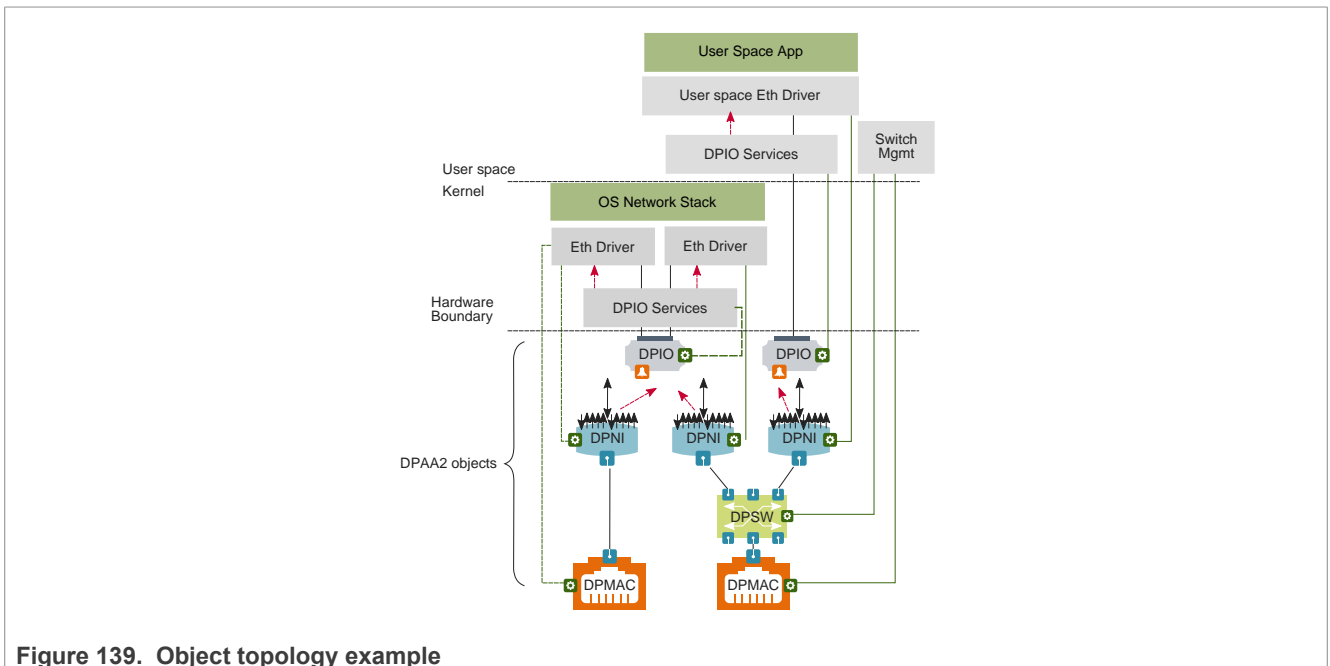 User Space App
User space Eth Driver
DPIO Services
Switch
Mgmt
User space
Kernel
OS Network Stack
Eth Driver
Eth Driver
DPIO Services
Hardware
Boundary
DPIO
DPIO
DPNI
DPNI
DPNI
DPAA2 objects
DPSW
DPMAC
DPMAC
Figure 139. Object topology example